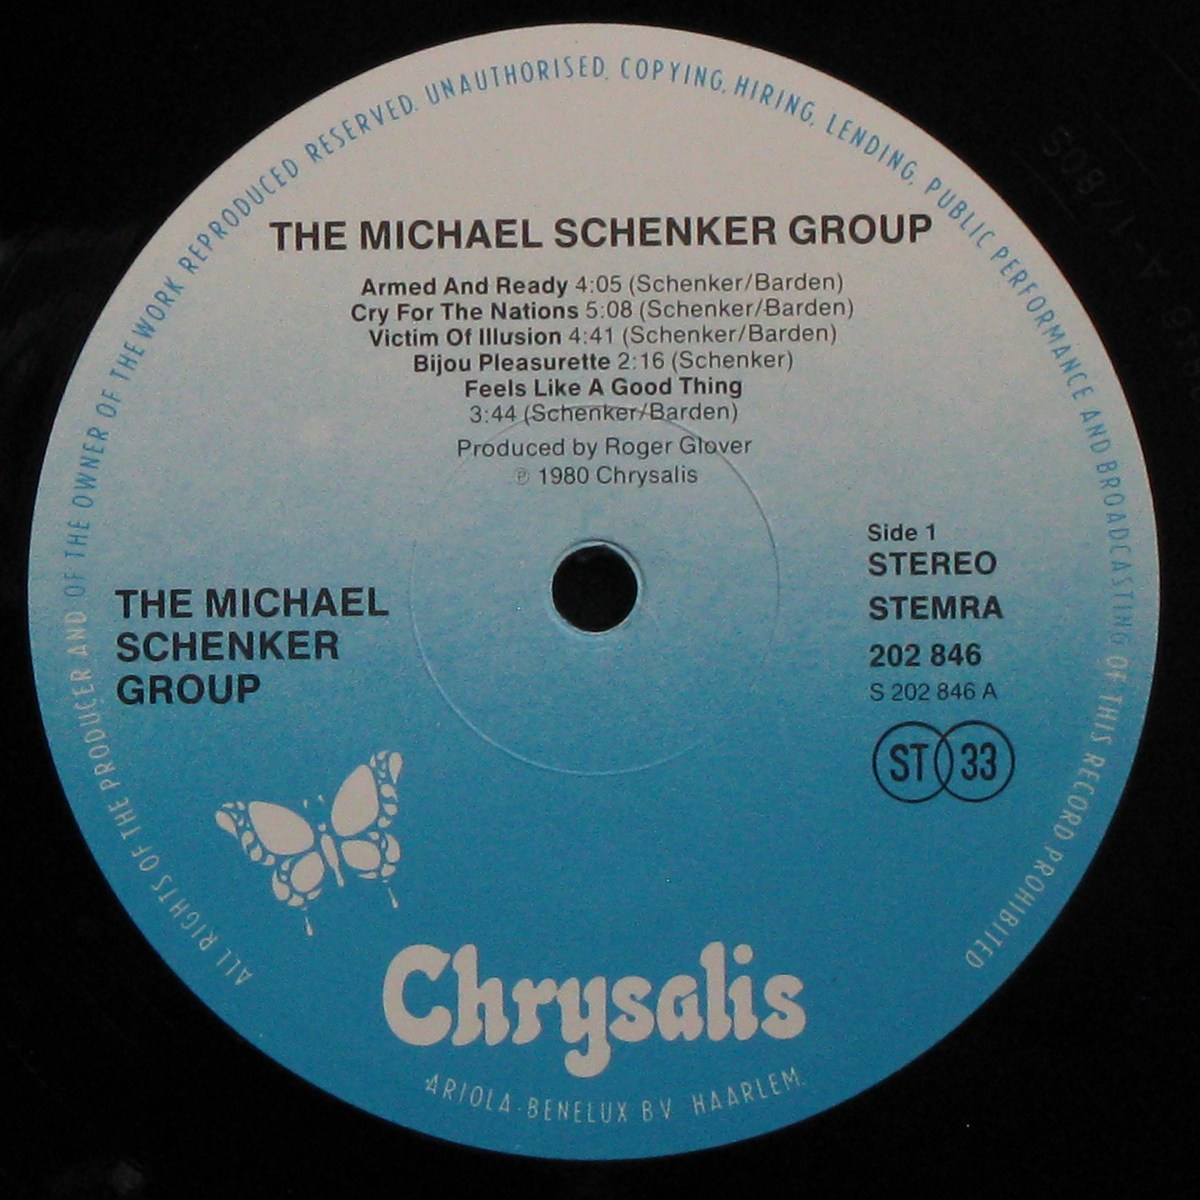 ALL RIGHTS OF THE PRODUCER AND OF THE OWNER OF THE WORK REPRODUCED RESERVED. UNAUTHORISED, COPYING, HIRING, LENDING, PUBLIC PERFORMANCE AND BROADCASTING OF THIS RECORD PROHIBITED
THE MICHAEL SCHENKER GROUP
Armed And Ready 4:05 (Schenker/Barden)
Cry For The Nations 5:08 (Schenker/Barden)
Victim Of Illusion 4:41 (Schenker/Barden)
Bijou Pleasurette 2:16 (Schenker)
Feels Like A Good Thing
3:44 (Schenker/Barden)
Produced by Roger Glover
℗ 1980 Chrysalis
Side 1
STEREO
STEMRA
202 846
S 202 846 A
ST 33
THE MICHAEL
SCHENKER
GROUP
Chrysalis
ARIOLA-BENELUX B.V. HAARLEM.